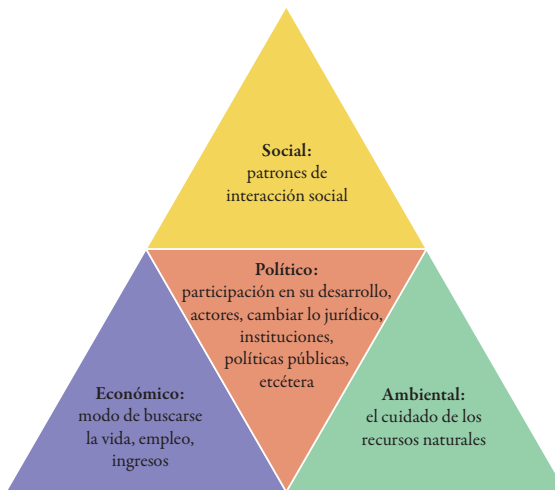 Social:
patrones de
interacción social
Político:
participación en su desarrollo,
actores, cambiar lo jurídico,
instituciones,
políticas públicas,
etcétera
Económico:
modo de buscarse
la vida, empleo,
ingresos
Ambiental:
el cuidado de los
recursos naturales